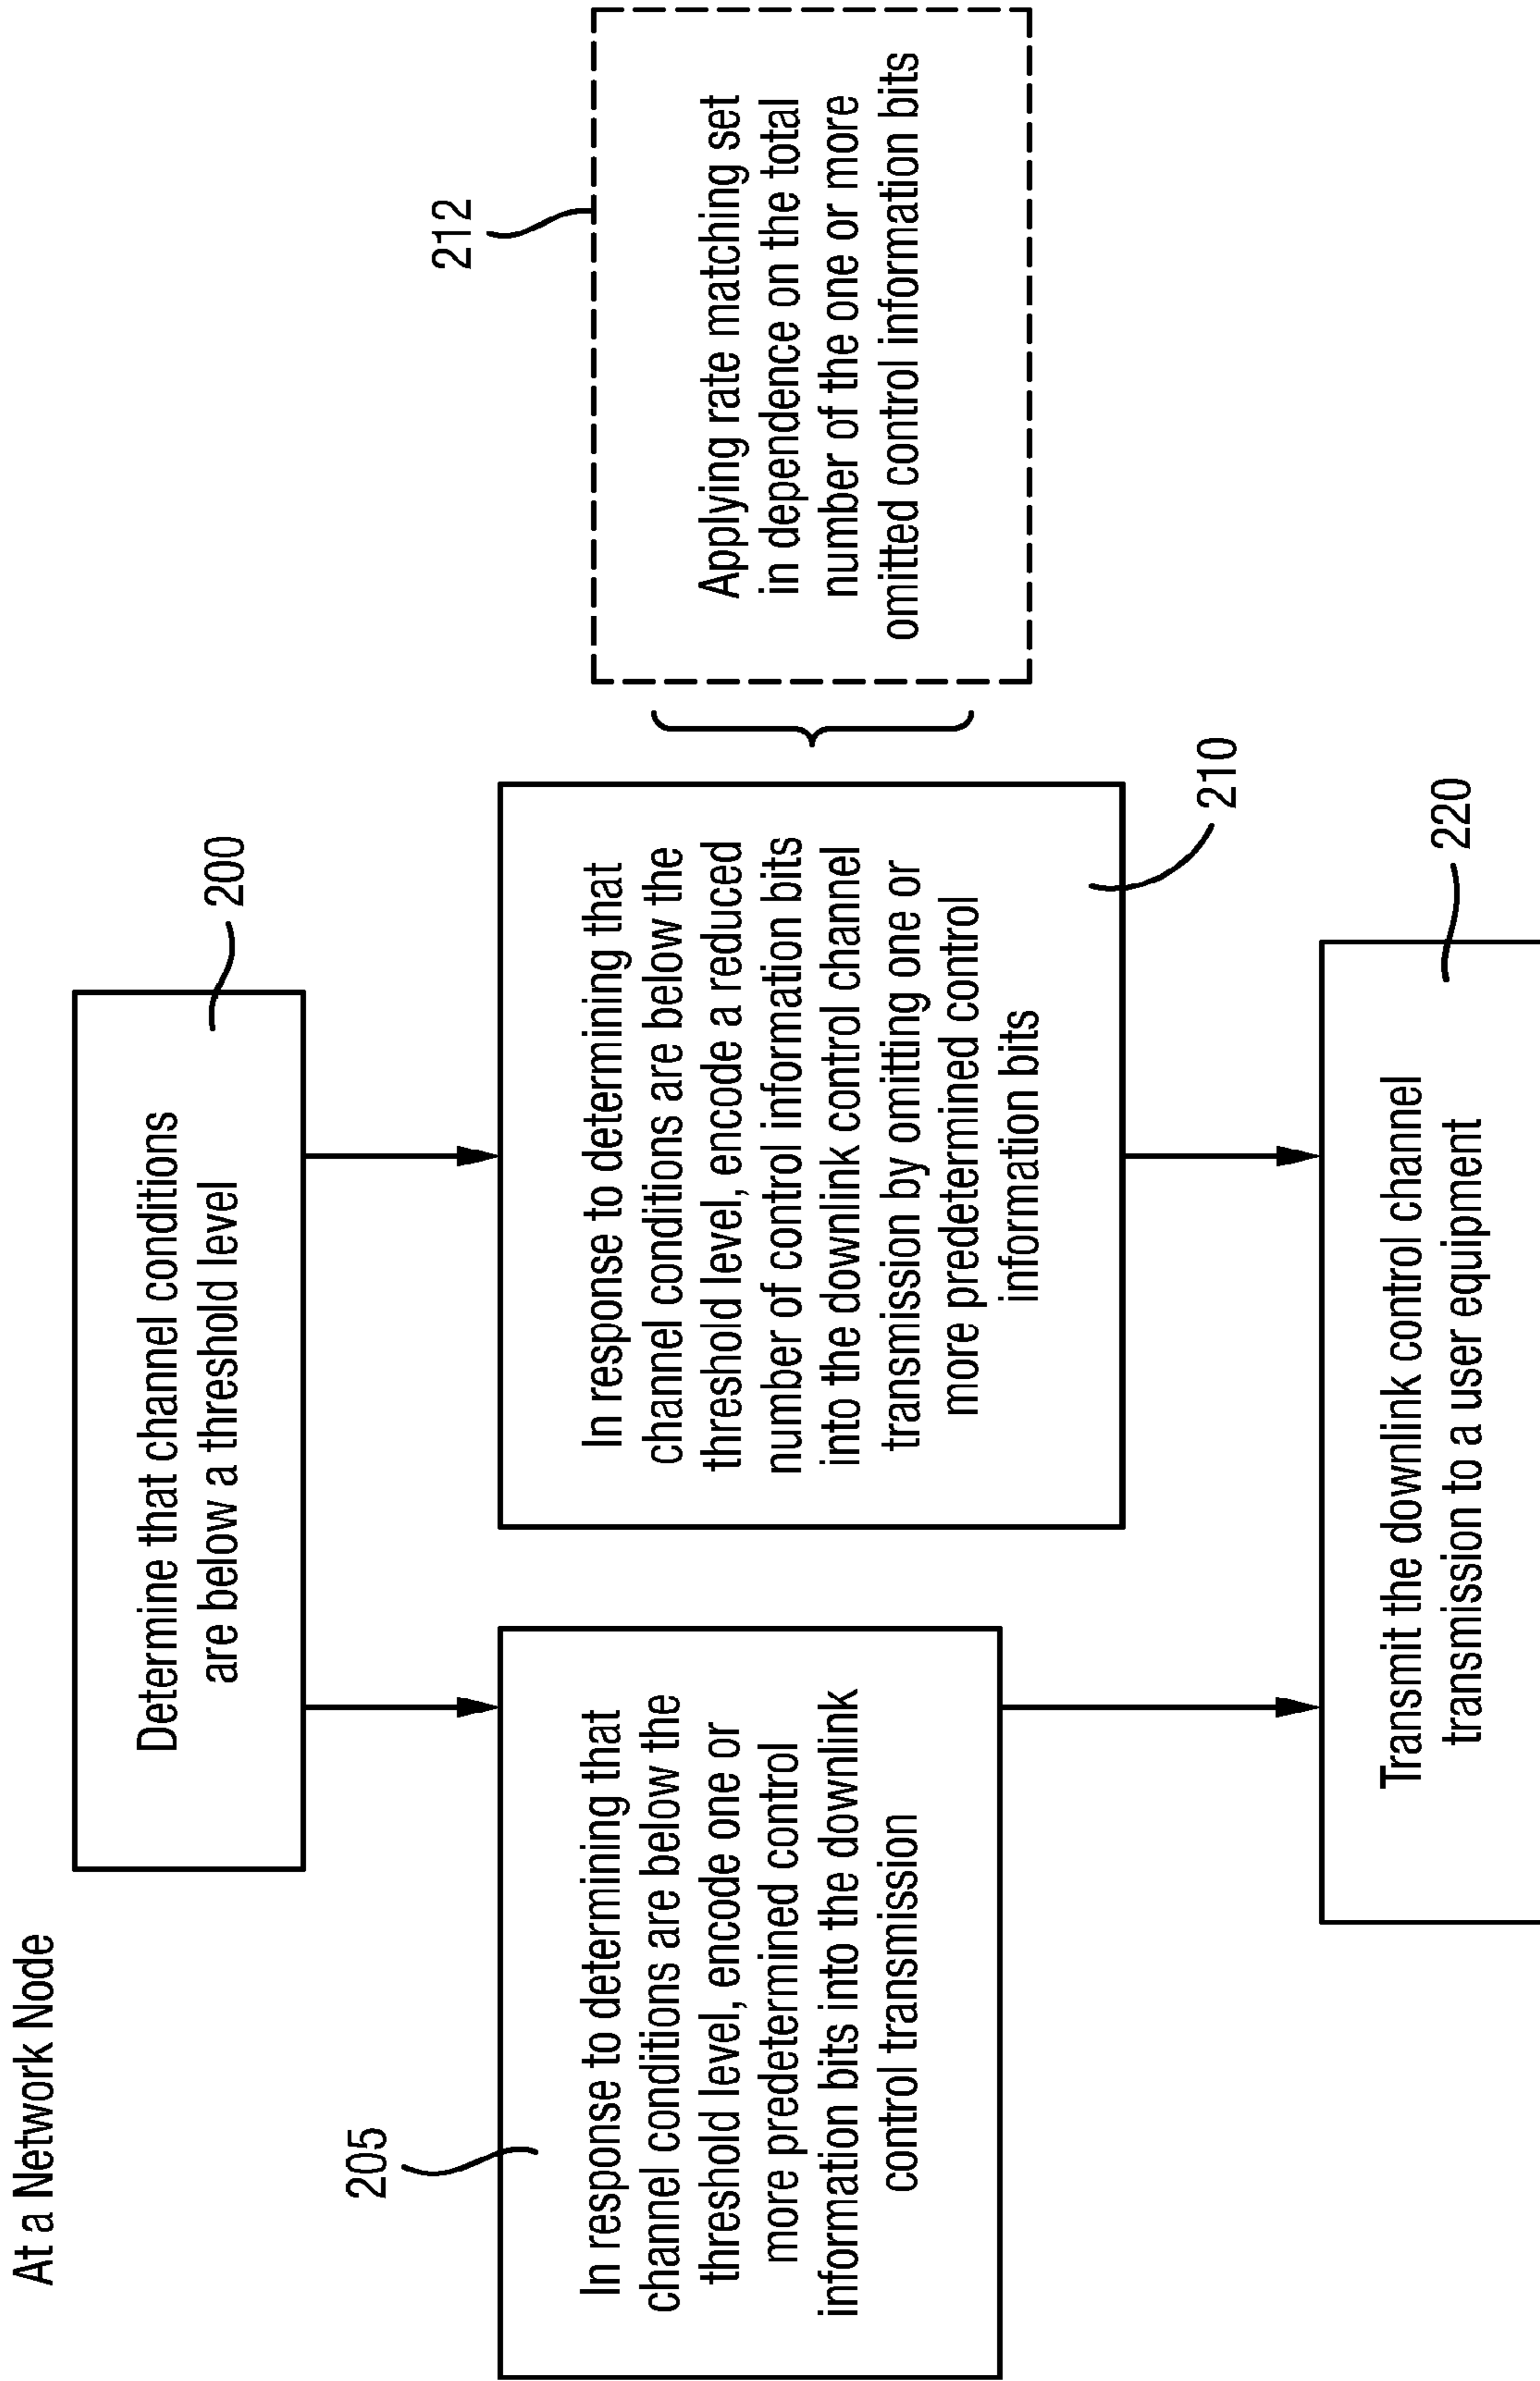 At a Network Node
Determine that channel conditions
are below a threshold level
200
205
In response to determining that
channel conditions are below the
threshold level, encode one or
more predetermined control
information bits into the downlink
control transmission
In response to determining that
channel conditions are below the
threshold level, encode a reduced
number of control information bits
into the downlink control channel
transmission by omitting one or
more predetermined control
information bits
210
212
Applying rate matching set
in dependence on the total
number of the one or more
omitted control information bits
Transmit the downlink control channel
transmission to a user equipment
220